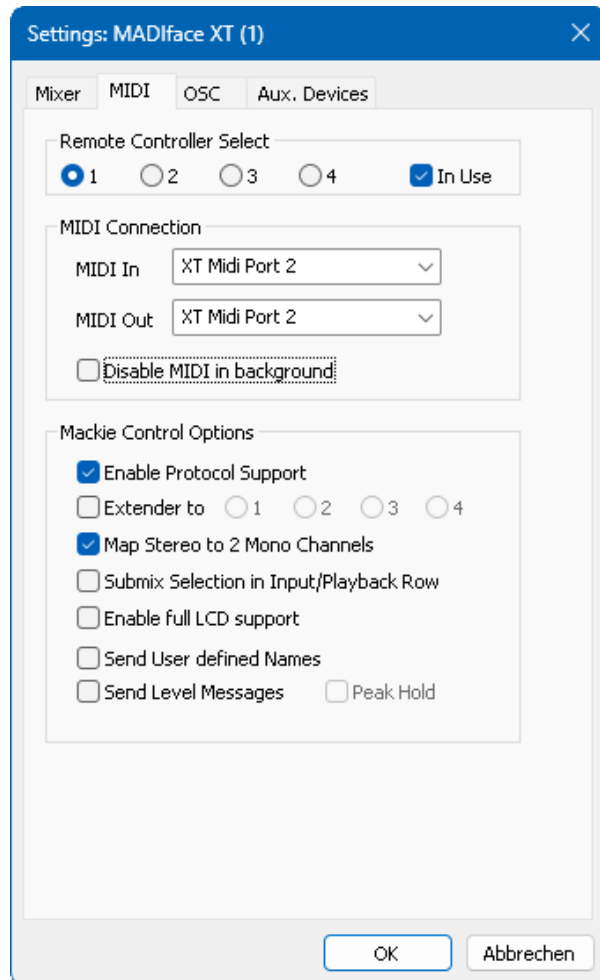 Settings: MADIface XT (1)
Mixer MIDI OSC Aux. Devices
Remote Controller Select
1 2 3 4 In Use
MIDI Connection
MIDI In XT Midi Port 2
MIDI Out XT Midi Port 2
Disable MIDI in background
Mackie Control Options
Enable Protocol Support
Extender to 1 2 3 4
Map Stereo to 2 Mono Channels
Submix Selection in Input/Playback Row
Enable full LCD support
Send User defined Names
Send Level Messages Peak Hold
OK Abbrechen